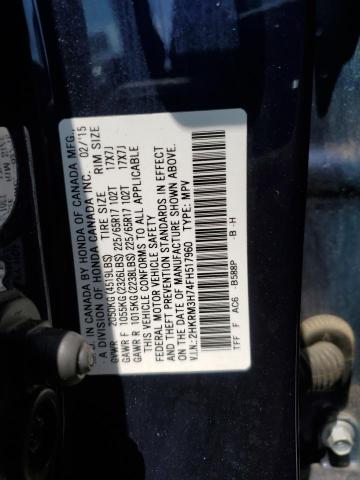 IN CANADA BY HONDA OF CANADA MFG.,
A DIVISION OF HONDA CANADA INC. 02/15
GVWR 2050KG (4519LBS) TIRE SIZE RIM SIZE
GAWR F 1055KG(2326LBS) 225/65R17 102T 17X7J
GAWR R 1015KG(2238LBS) 225/65R17 102T 17X7J
THIS VEHICLE CONFORMS TO ALL APPLICABLE
FEDERAL MOTOR VEHICLE SAFETY
AND THEFT PREVENTION STANDARDS IN EFFECT
ON THE DATE OF MANUFACTURE SHOWN ABOVE.
V.I.N.:2HKRM3H74FH517960 TYPE: MPV
TFF F AC6 -B588P -B -H